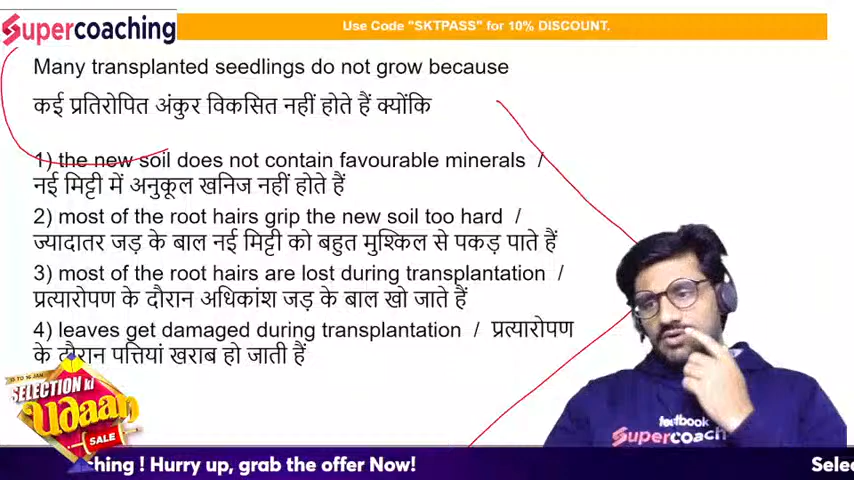 Supercoaching
Use Code "SKTPASS" for 10% DISCOUNT.
Many transplanted seedlings do not grow because
कई प्रतिरोपित अंकुर विकसित नहीं होते हैं क्योंकि
1) the new soil does not contain favourable minerals /
नई मिट्टी में अनुकूल खनिज नहीं होते हैं
2) most of the root hairs grip the new soil too hard /
ज्यादातर जड़ के बाल नई मिट्टी को बहुत मुश्किल से पकड़ पाते हैं
3) most of the root hairs are lost during transplantation /
प्रत्यारोपण के दौरान अधिकांश जड़ के बाल खो जाते हैं
4) leaves get damaged during transplantation / प्रत्यारोपण
के दौरान पत्तियां खराब हो जाती हैं
SELECTION ki
udaan
SALE
testbook
Supercoach
ching ! Hurry up, grab the offer Now!
Selec